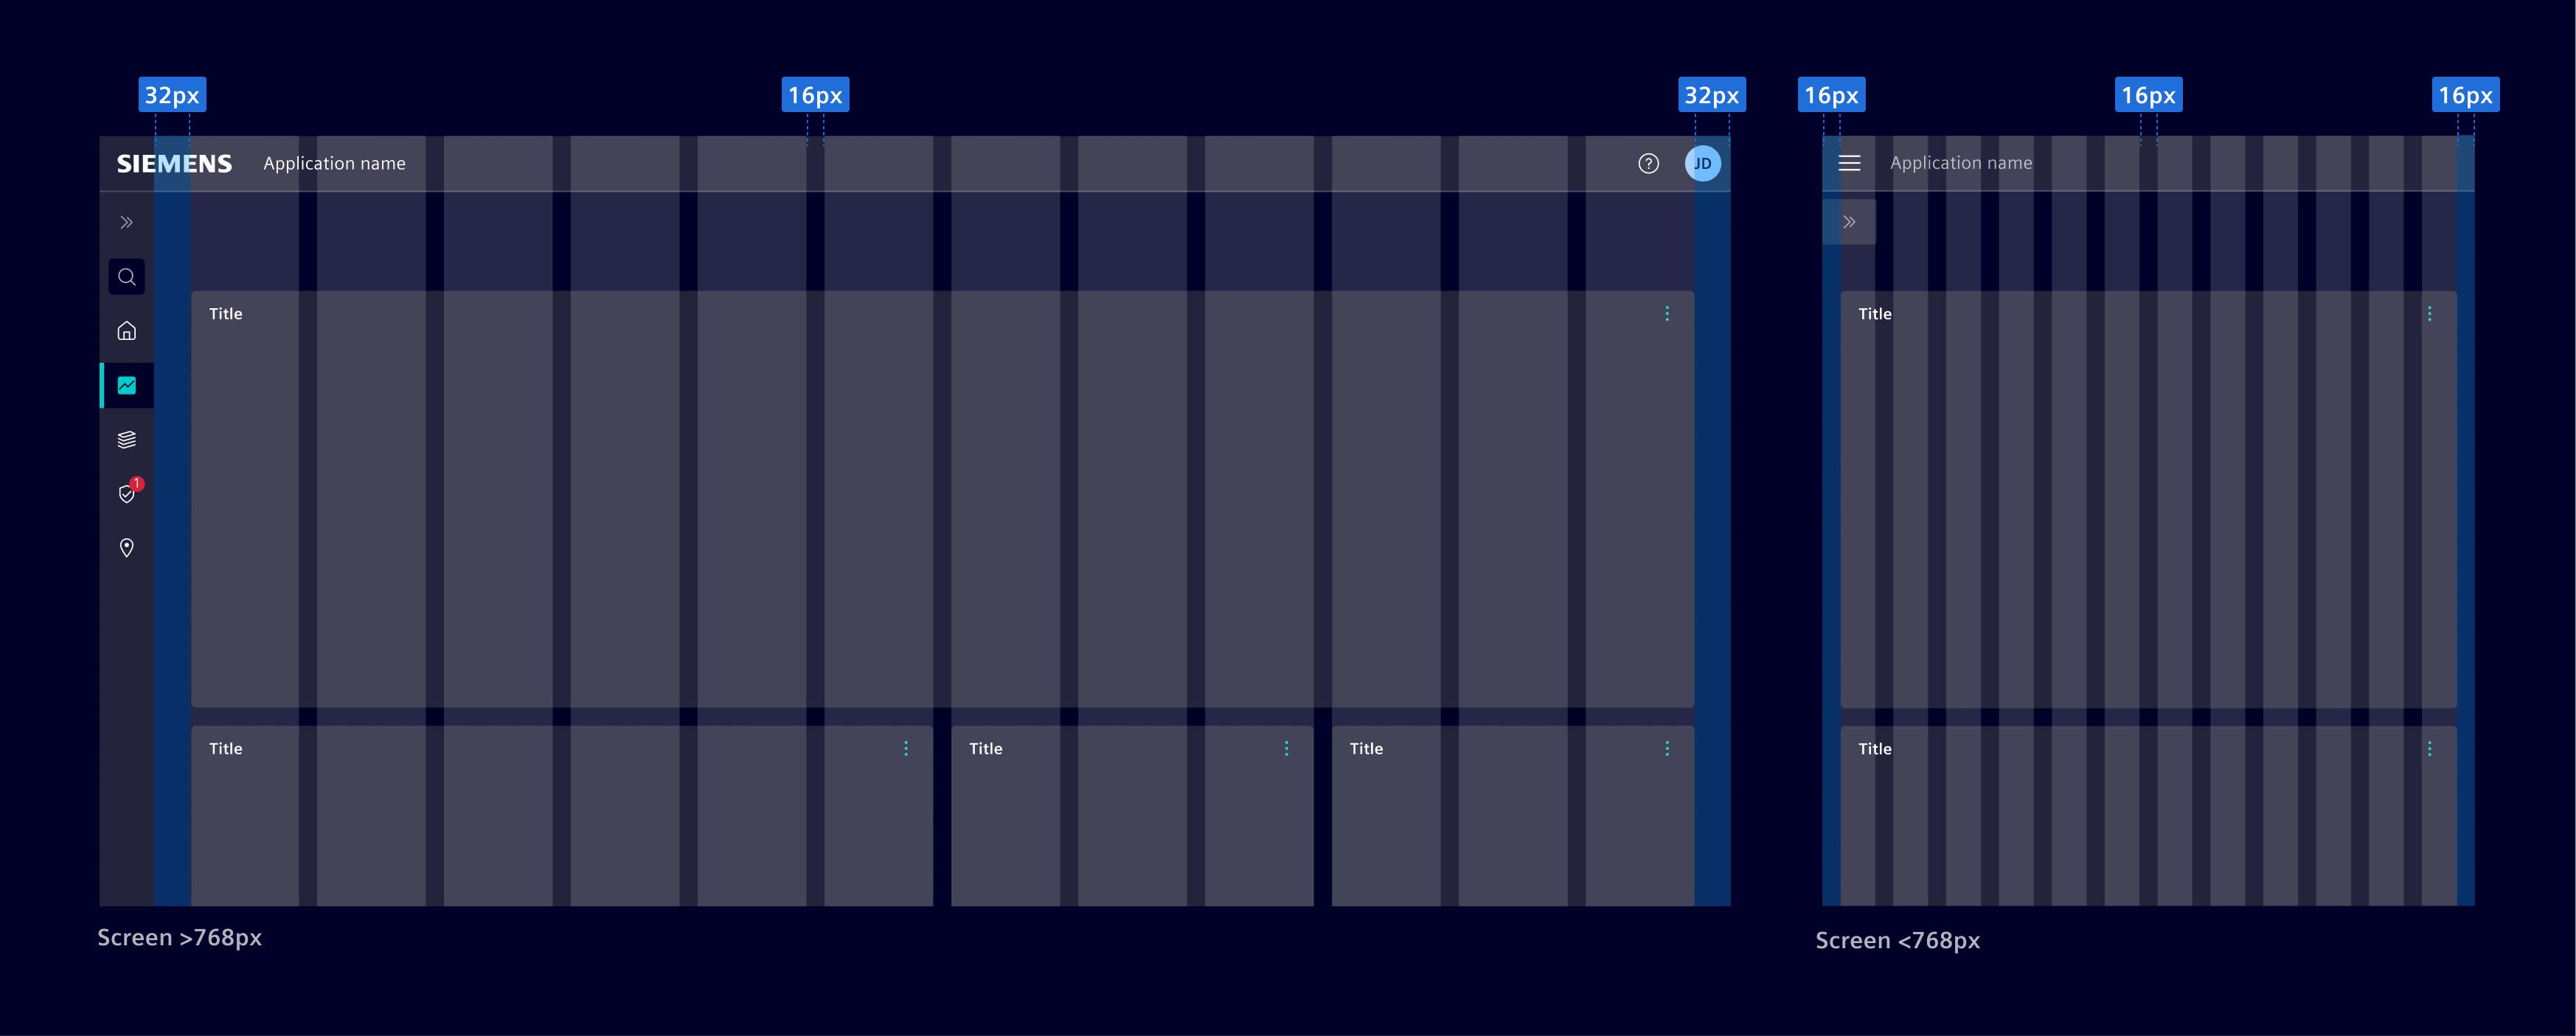 32px
16px
32px
SIEMENS
Application name
JD
1
Title
Title
Title
Title
Screen >768px
16px
16px
16px
Application name
Title
Title
Screen <768px